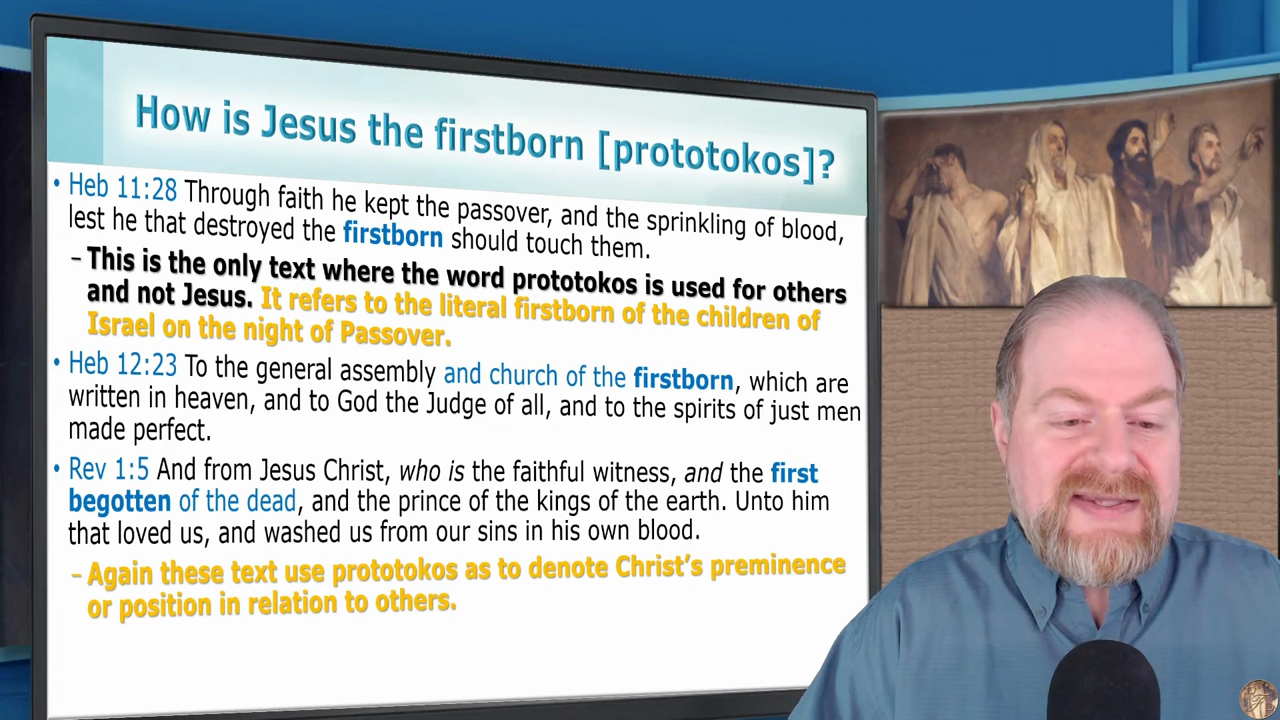 How is Jesus the firstborn [prototokos]?
• Heb 11:28 Through faith he kept the passover, and the sprinkling of blood,
lest he that destroyed the firstborn should touch them.
– This is the only text where the word prototokos is used for others
and not Jesus. It refers to the literal firstborn of the children of
Israel on the night of Passover.
• Heb 12:23 To the general assembly and church of the firstborn, which are
written in heaven, and to God the Judge of all, and to the spirits of just men
made perfect.
• Rev 1:5 And from Jesus Christ, who is the faithful witness, and the first
begotten of the dead, and the prince of the kings of the earth. Unto him
that loved us, and washed us from our sins in his own blood.
– Again these text use prototokos as to denote Christ's preminence
or position in relation to others.